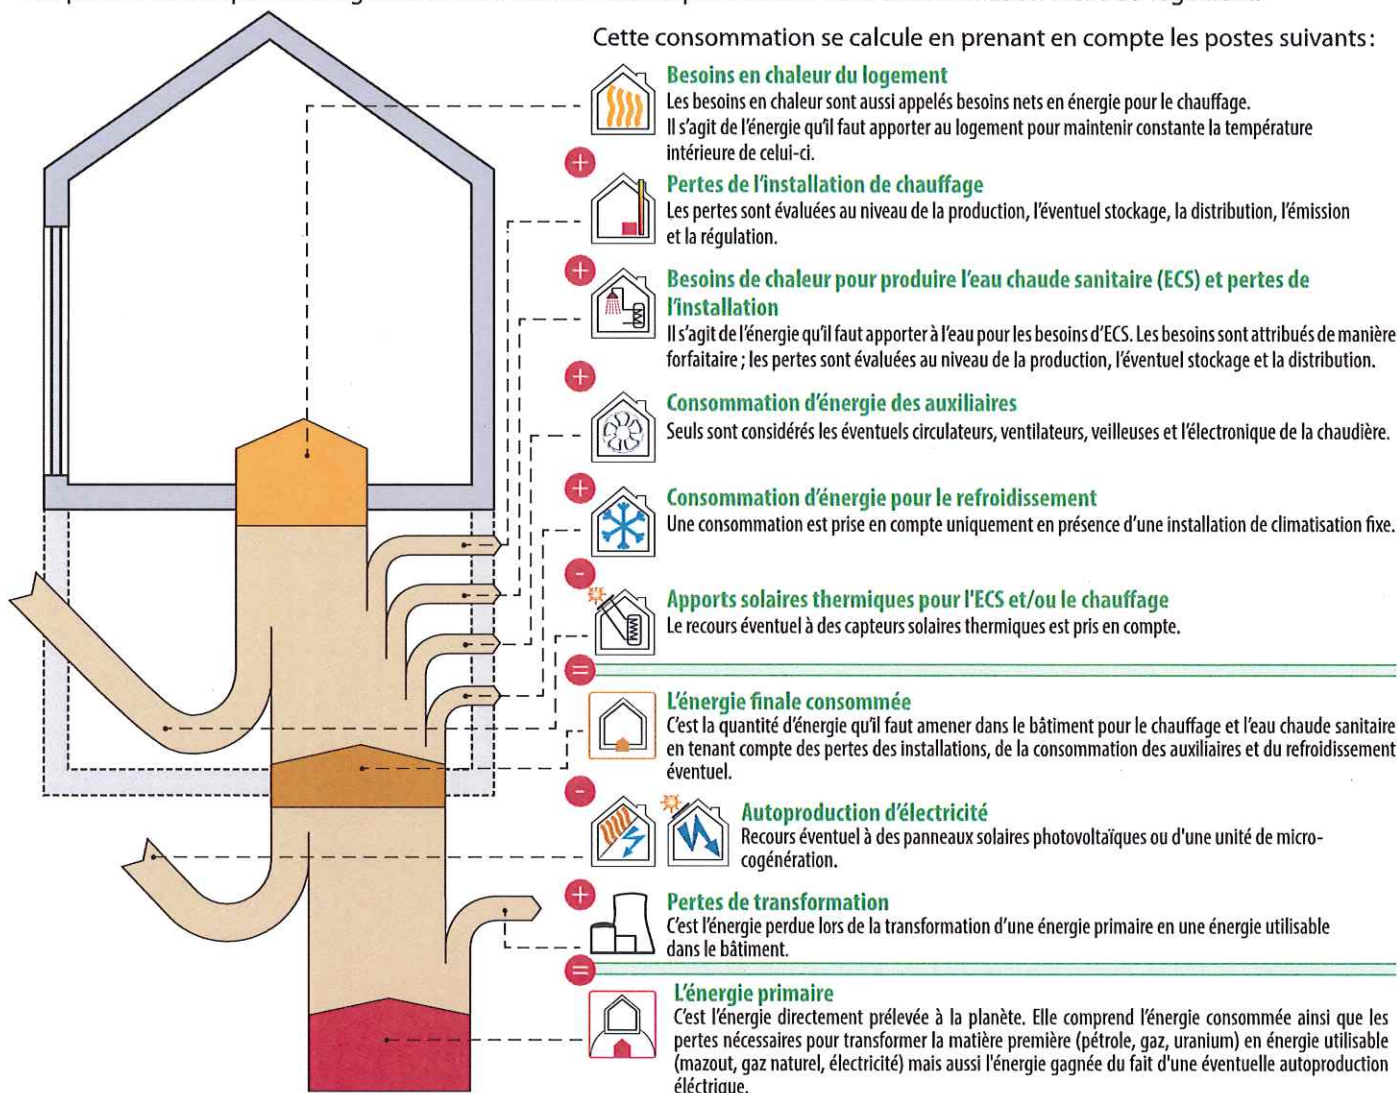 Cette consommation se calcule en prenant en compte les postes suivants :
Besoins en chaleur du logement
Les besoins en chaleur sont aussi appelés besoins nets en énergie pour le chauffage.
Il s'agit de l'énergie qu'il faut apporter au logement pour maintenir constante la température
intérieure de celui-ci.
+
Pertes de l'installation de chauffage
Les pertes sont évaluées au niveau de la production, l'éventuel stockage, la distribution, l'émission
et la régulation.
+
Besoins de chaleur pour produire l'eau chaude sanitaire (ECS) et pertes de
l'installation
Il s'agit de l'énergie qu'il faut apporter à l'eau pour les besoins d'ECS. Les besoins sont attribués de manière
forfaitaire ; les pertes sont évaluées au niveau de la production, l'éventuel stockage et la distribution.
+
Consommation d'énergie des auxiliaires
Seuls sont considérés les éventuels circulateurs, ventilateurs, veilleuses et l'électronique de la chaudière.
+
Consommation d'énergie pour le refroidissement
Une consommation est prise en compte uniquement en présence d'une installation de climatisation fixe.
-
Apports solaires thermiques pour l'ECS et/ou le chauffage
Le recours éventuel à des capteurs solaires thermiques est pris en compte.
=
L'énergie finale consommée
C'est la quantité d'énergie qu'il faut amener dans le bâtiment pour le chauffage et l'eau chaude sanitaire
en tenant compte des pertes des installations, de la consommation des auxiliaires et du refroidissement
éventuel.
-
Autoproduction d'électricité
Recours éventuel à des panneaux solaires photovoltaïques ou d'une unité de micro-
cogénération.
+
Pertes de transformation
C'est l'énergie perdue lors de la transformation d'une énergie primaire en une énergie utilisable
dans le bâtiment.
=
L'énergie primaire
C'est l'énergie directement prélevée à la planète. Elle comprend l'énergie consommée ainsi que les
pertes nécessaires pour transformer la matière première (pétrole, gaz, uranium) en énergie utilisable
(mazout, gaz naturel, électricité) mais aussi l'énergie gagnée du fait d'une éventuelle autoproduction
éléctrique.